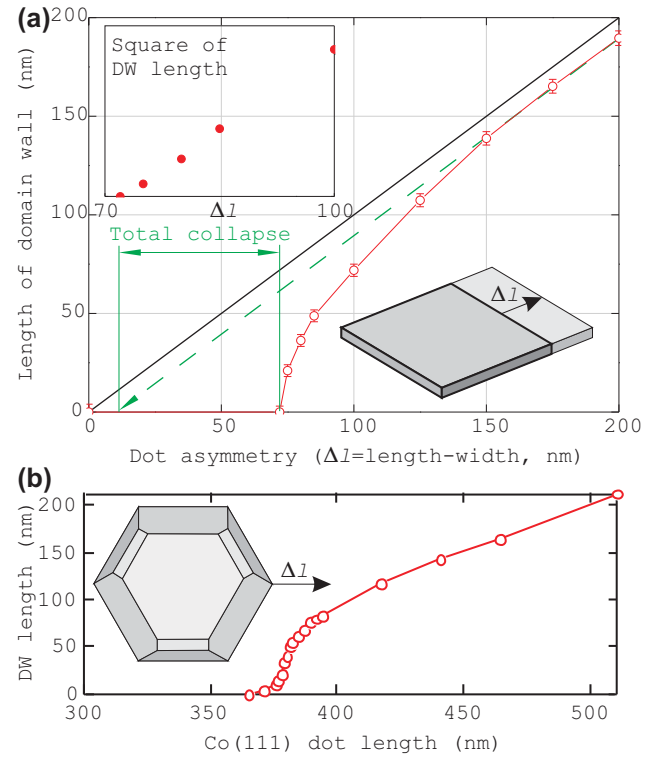 (a)
200
150
100
50
0
Length of domain wall (nm)
Square of
DW length
70
Δl
100
Total collapse
Δl
0
50
100
150
200
Dot asymmetry (Δl=length-width, nm)
(b)
200
150
100
50
0
DW length (nm)
Δl
300
350
400
450
500
Co(111) dot length (nm)